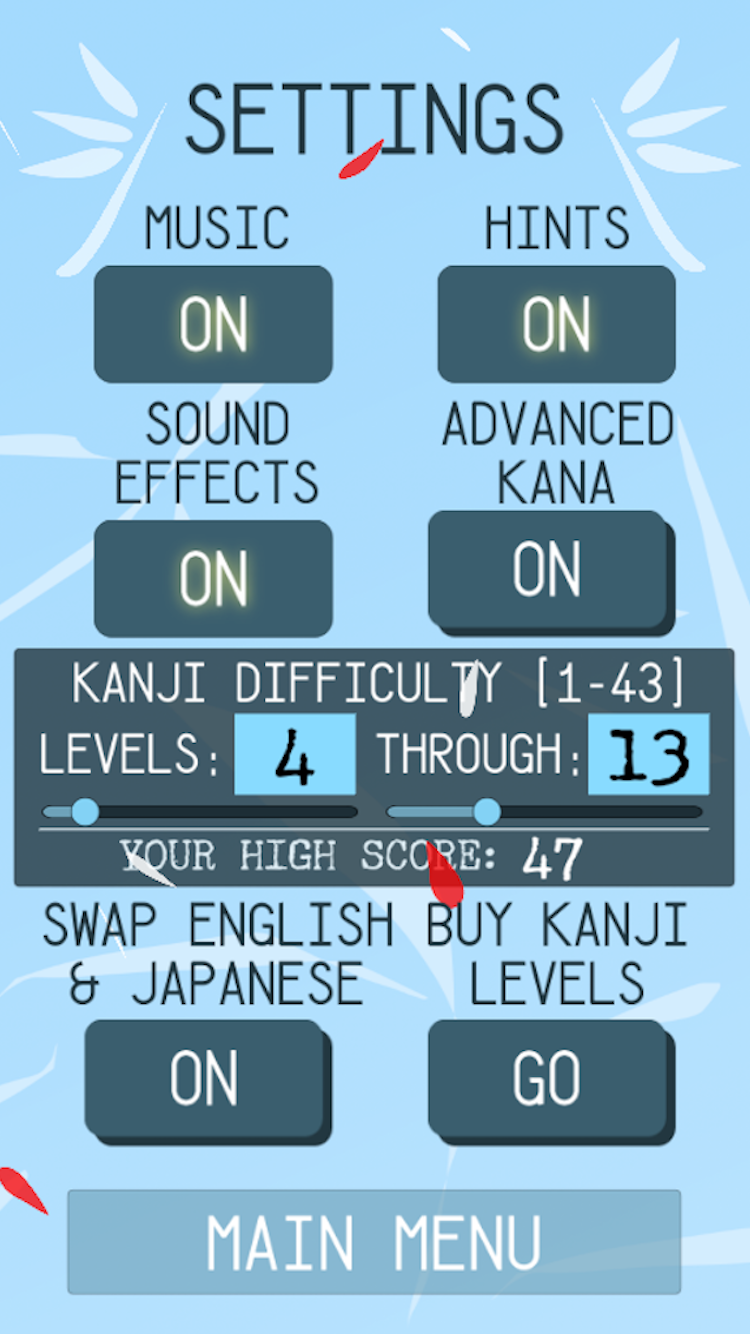 SETTINGS
MUSIC
HINTS
ON
ON
SOUND
EFFECTS
ADVANCED
KANA
ON
ON
KANJI DIFFICULTY [1-43]
LEVELS: 4 THROUGH: 13
YOUR HIGH SCORE: 47
SWAP ENGLISH
& JAPANESE
BUY KANJI
LEVELS
ON
GO
MAIN MENU